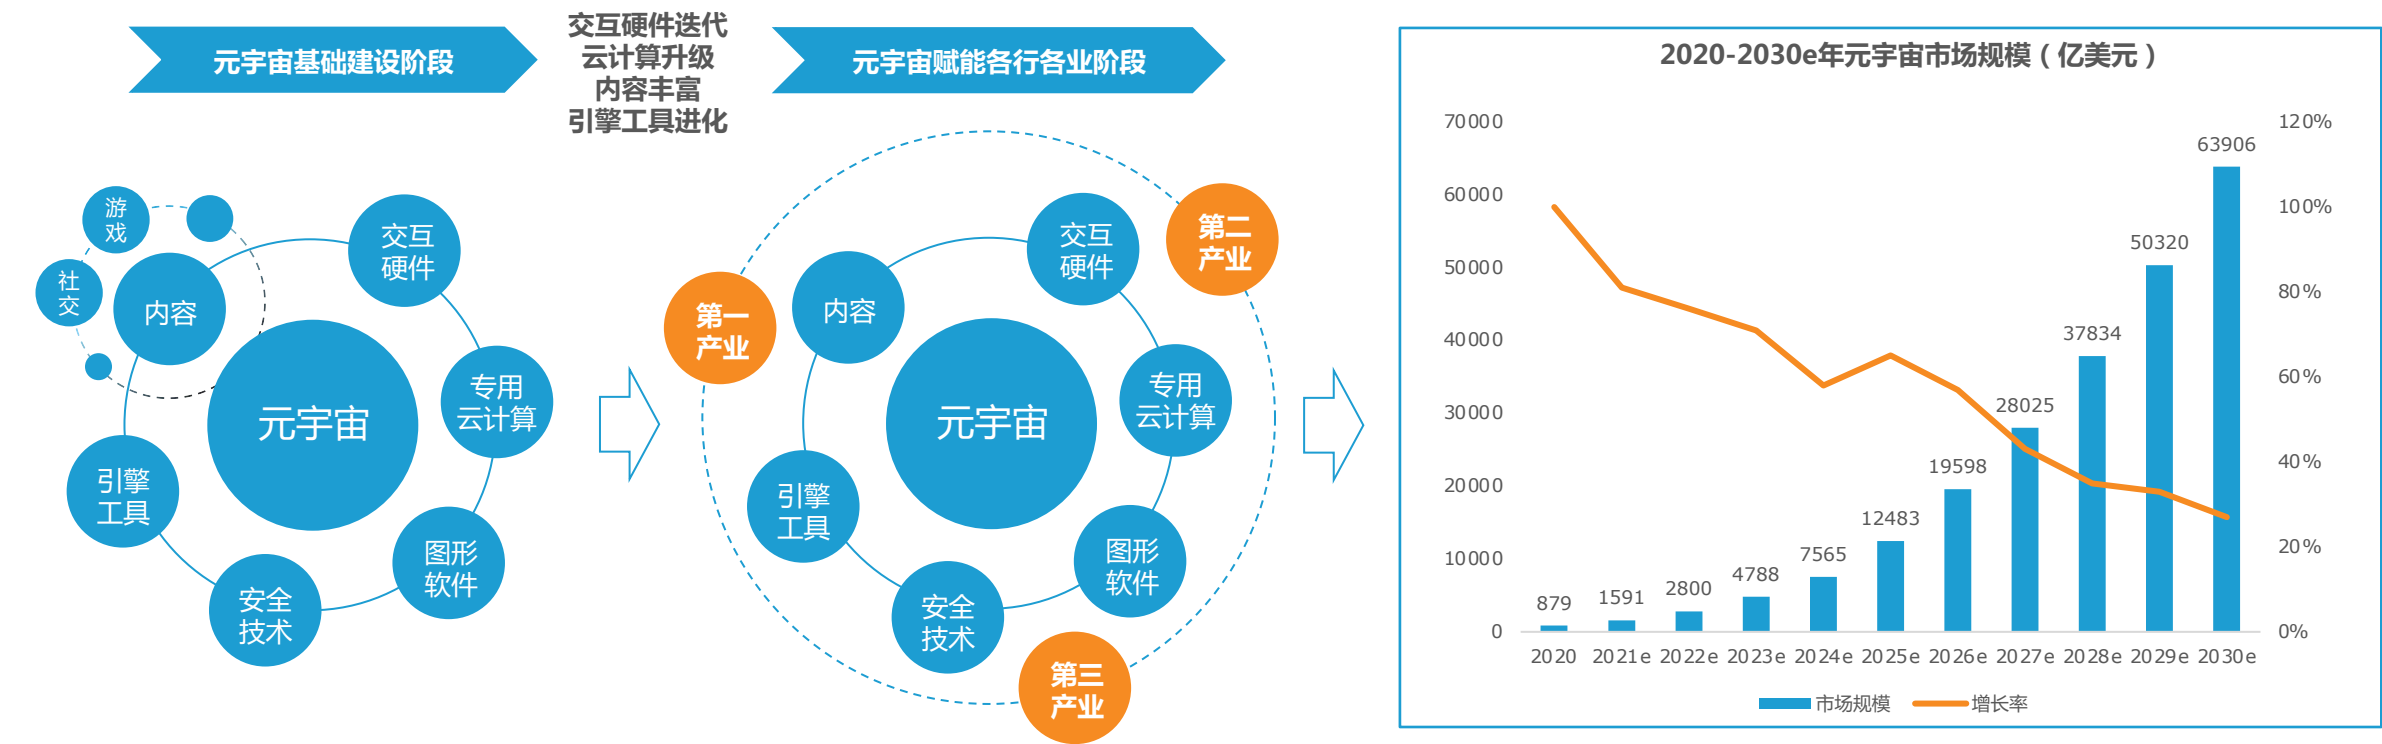 元宇宙基础建设阶段
交互硬件迭代
云计算升级
内容丰富
引擎工具进化
元宇宙赋能各行各业阶段
游
戏
社
交
内容
交互
硬件
专用
云计算
元宇宙
引擎
工具
安全
技术
图形
软件
第一
产业
第二
产业
内容
交互
硬件
专用
云计算
元宇宙
引擎
工具
安全
技术
图形
软件
第三
产业
2020-2030e年元宇宙市场规模（亿美元）
70000
60000
50000
40000
30000
20000
10000
0
120%
100%
80%
60%
40%
20%
0%
879
1591
2800
4788
7565
12483
19598
28025
37834
50320
63906
2020 2021e 2022e 2023e 2024e 2025e 2026e 2027e 2028e 2029e 2030e
市场规模 增长率